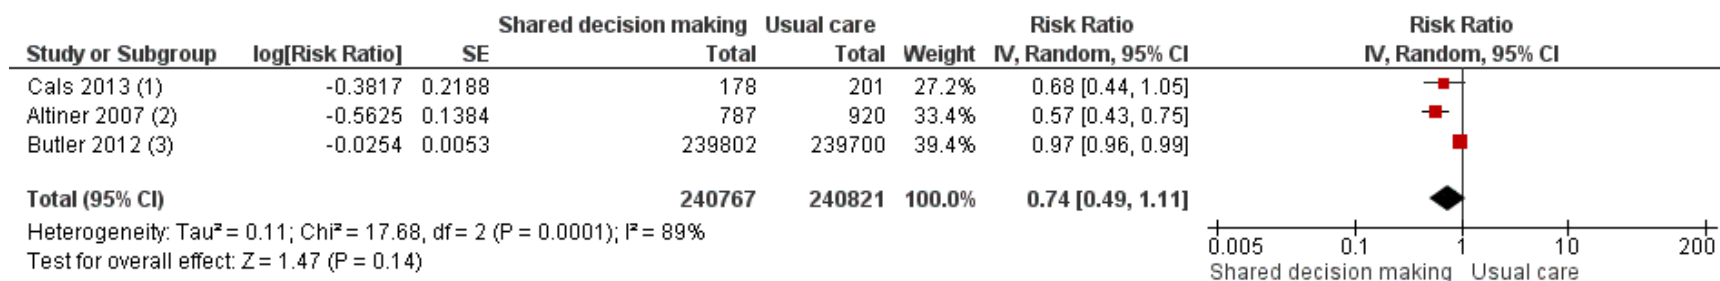 Shared decision making Usual care Risk Ratio Risk Ratio
Study or Subgroup log[Risk Ratio] SE Total Total Weight IV, Random, 95% CI IV, Random, 95% CI
Cals 2013 (1) -0.3817 0.2188 178 201 27.2% 0.68 [0.44, 1.05]
Altiner 2007 (2) -0.5625 0.1384 787 920 33.4% 0.57 [0.43, 0.75]
Butler 2012 (3) -0.0254 0.0053 239802 239700 39.4% 0.97 [0.96, 0.99]
Total (95% CI) 240767 240821 100.0% 0.74 [0.49, 1.11]
Heterogeneity: Tau² = 0.11; Chi² = 17.68, df = 2 (P = 0.0001); I² = 89%
Test for overall effect: Z = 1.47 (P = 0.14)
0.005 0.1 1 10 200
Shared decision making Usual care